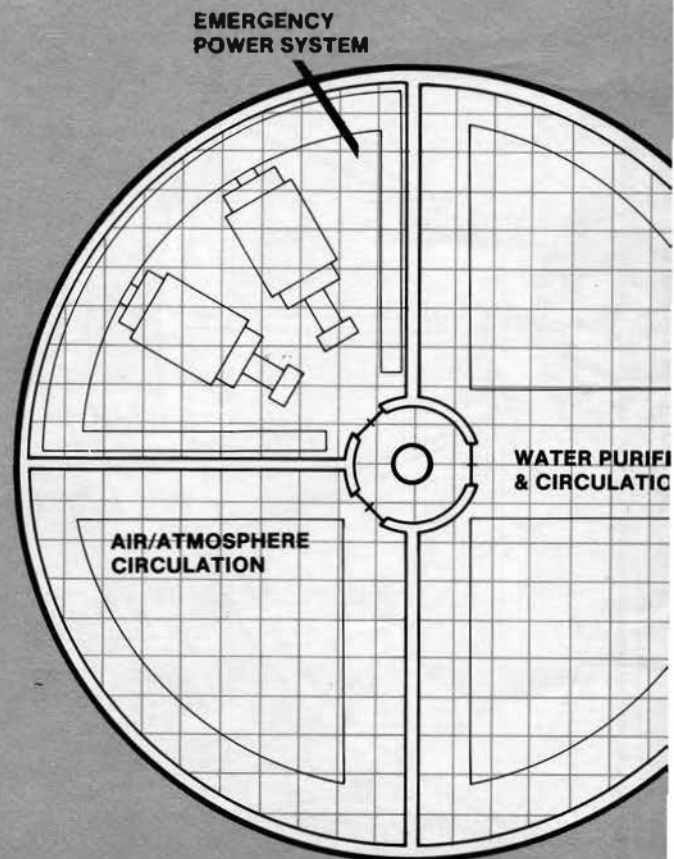 EMERGENCY
POWER SYSTEM
WATER PURIFI
& CIRCULATIO
AIR/ATMOSPHERE
CIRCULATION